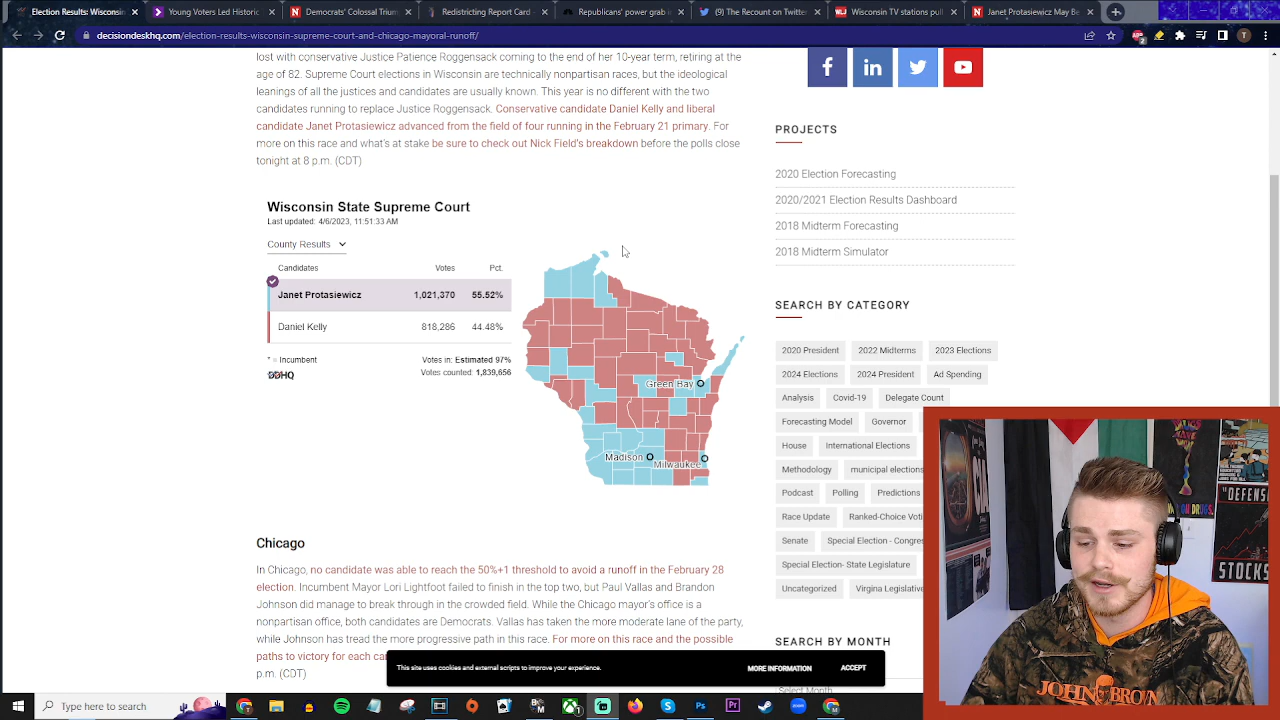 Election Results: Wisconsin
Young Voters Led Historic
Democrats' Colossal Trium
Redistricting Report Card
Republicans' power grab i
(9) The Recount on Twitter
Wisconsin TV stations pull
Janet Protasiewicz May Be
decisiondeskhq.com/election-results-wisconsin-supreme-court-and-chicago-mayoral-runoff/
lost with conservative Justice Patience Roggensack coming to the end of her 10-year term, retiring at the
age of 82. Supreme Court elections in Wisconsin are technically nonpartisan races, but the ideological
leanings of all the justices and candidates are usually known. This year is no different with the two
candidates running to replace Justice Roggensack. Conservative candidate Daniel Kelly and liberal
candidate Janet Protasiewicz advanced from the field of four running in the February 21 primary. For
more on this race and what's at stake be sure to check out Nick Field's breakdown before the polls close
tonight at 8 p.m. (CDT)
Wisconsin State Supreme Court
Last updated: 4/6/2023, 11:51:33 AM
County Results
Candidates Votes Pct.
Janet Protasiewicz 1,021,370 55.52%
Daniel Kelly 818,286 44.48%
* = Incumbent Votes in: Estimated 97%
DDHQ Votes counted: 1,839,656
Green Bay
Madison
Milwaukee
Chicago
In Chicago, no candidate was able to reach the 50%+1 threshold to avoid a runoff in the February 28
election. Incumbent Mayor Lori Lightfoot failed to finish in the top two, but Paul Vallas and Brandon
Johnson did manage to break through in the crowded field. While the Chicago mayor's office is a
nonpartisan office, both candidates are Democrats. Vallas has taken the more moderate lane of the party,
while Johnson has tread the more progressive path in this race. For more on this race and the possible
paths to victory for each ca
p.m. (CDT)
This site uses cookies and external scripts to improve your experience.
MORE INFORMATION
ACCEPT
PROJECTS
2020 Election Forecasting
2020/2021 Election Results Dashboard
2018 Midterm Forecasting
2018 Midterm Simulator
SEARCH BY CATEGORY
2020 President 2022 Midterms 2023 Elections
2024 Elections 2024 President Ad Spending
Analysis Covid-19 Delegate Count
Forecasting Model Governor
House International Elections
Methodology municipal elections
Podcast Polling Predictions
Race Update Ranked-Choice Voti
Senate Special Election - Congres
Special Election- State Legislature
Uncategorized Virginia Legislative
SEARCH BY MONTH
Select Month
"DEFENS
STOCKS
JOHN BROWN
Type here to search